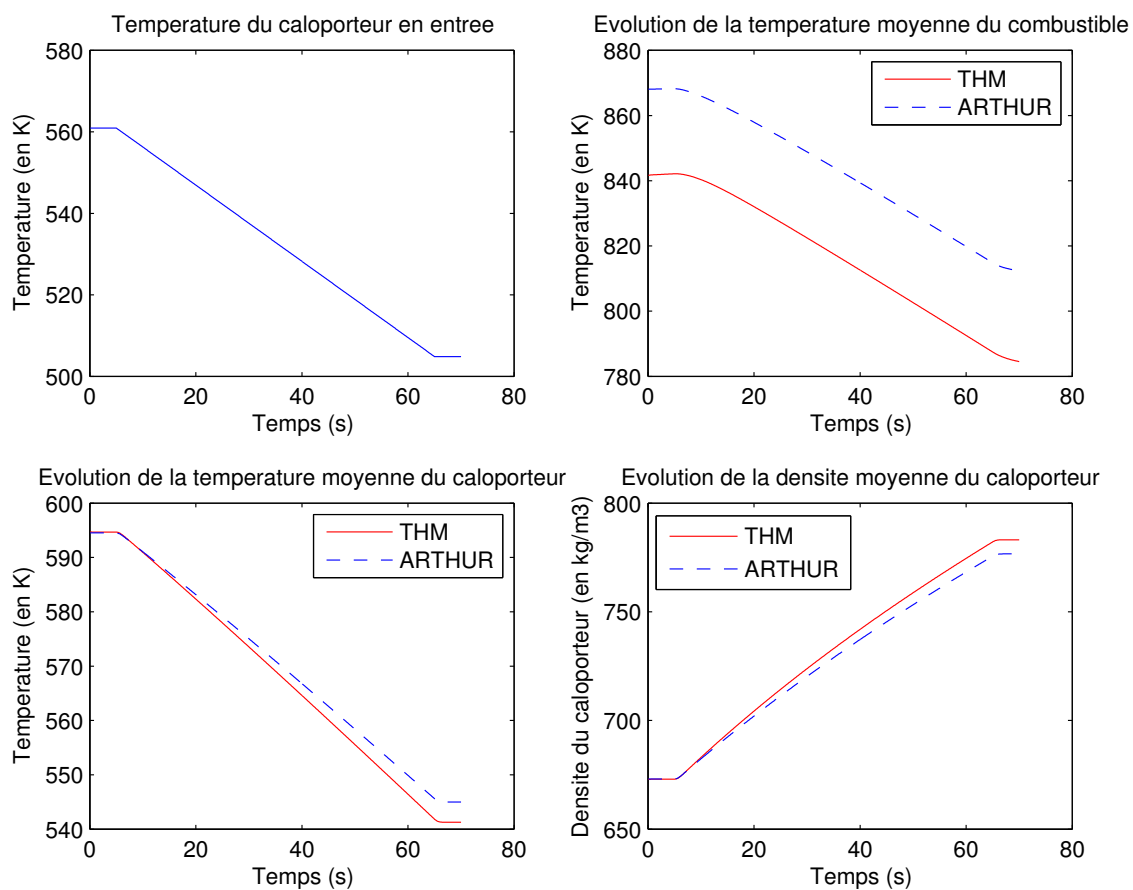 Temperature du caloporteur en entree
580
560
540
520
500
0
20
40
60
80
Temperature (en K)
Temps (s)
Evolution de la temperature moyenne du combustible
880
860
840
820
800
780
0
20
40
60
80
Temperature (en K)
Temps (s)
THM
ARTHUR
Evolution de la temperature moyenne du caloporteur
600
590
580
570
560
550
540
0
20
40
60
80
Temperature (en K)
Temps (s)
THM
ARTHUR
Evolution de la densite moyenne du caloporteur
800
750
700
650
0
20
40
60
80
Densite du caloporteur (en kg/m3)
Temps (s)
THM
ARTHUR